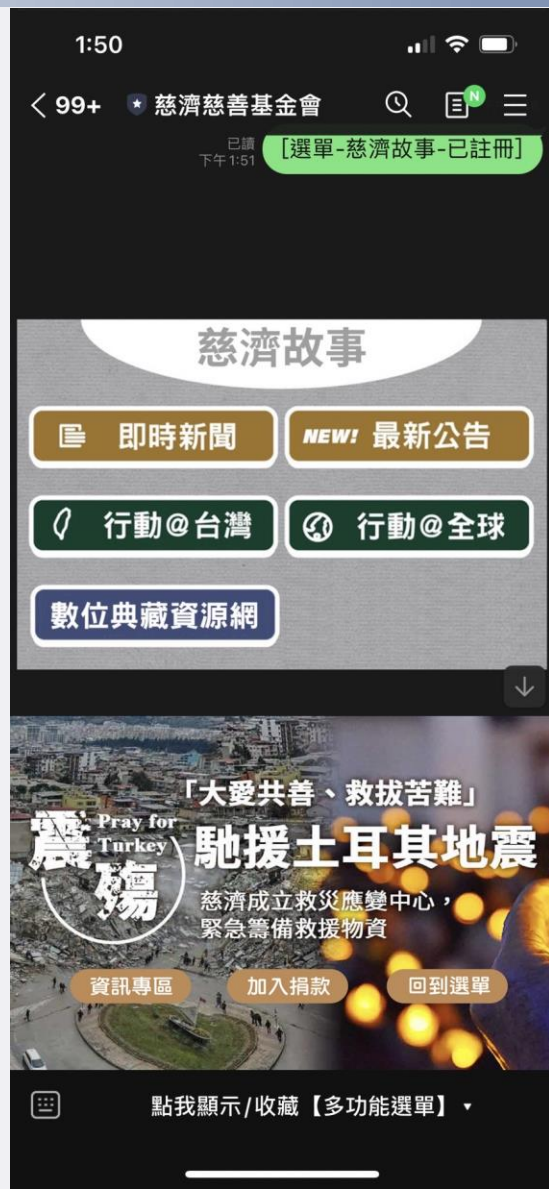 1:50
99+ 慈濟慈善基金會
N
已讀
下午 1:51
[選單-慈濟故事-已註冊]
慈濟故事
即時新聞
NEW! 最新公告
行動@台灣
行動@全球
數位典藏資源網
「大愛共善、救拔苦難」
震殤
Pray for
Turkey
馳援土耳其地震
慈濟成立救災應變中心，
緊急籌備救援物資
資訊專區
加入捐款
回到選單
點我顯示/收藏【多功能選單】▼